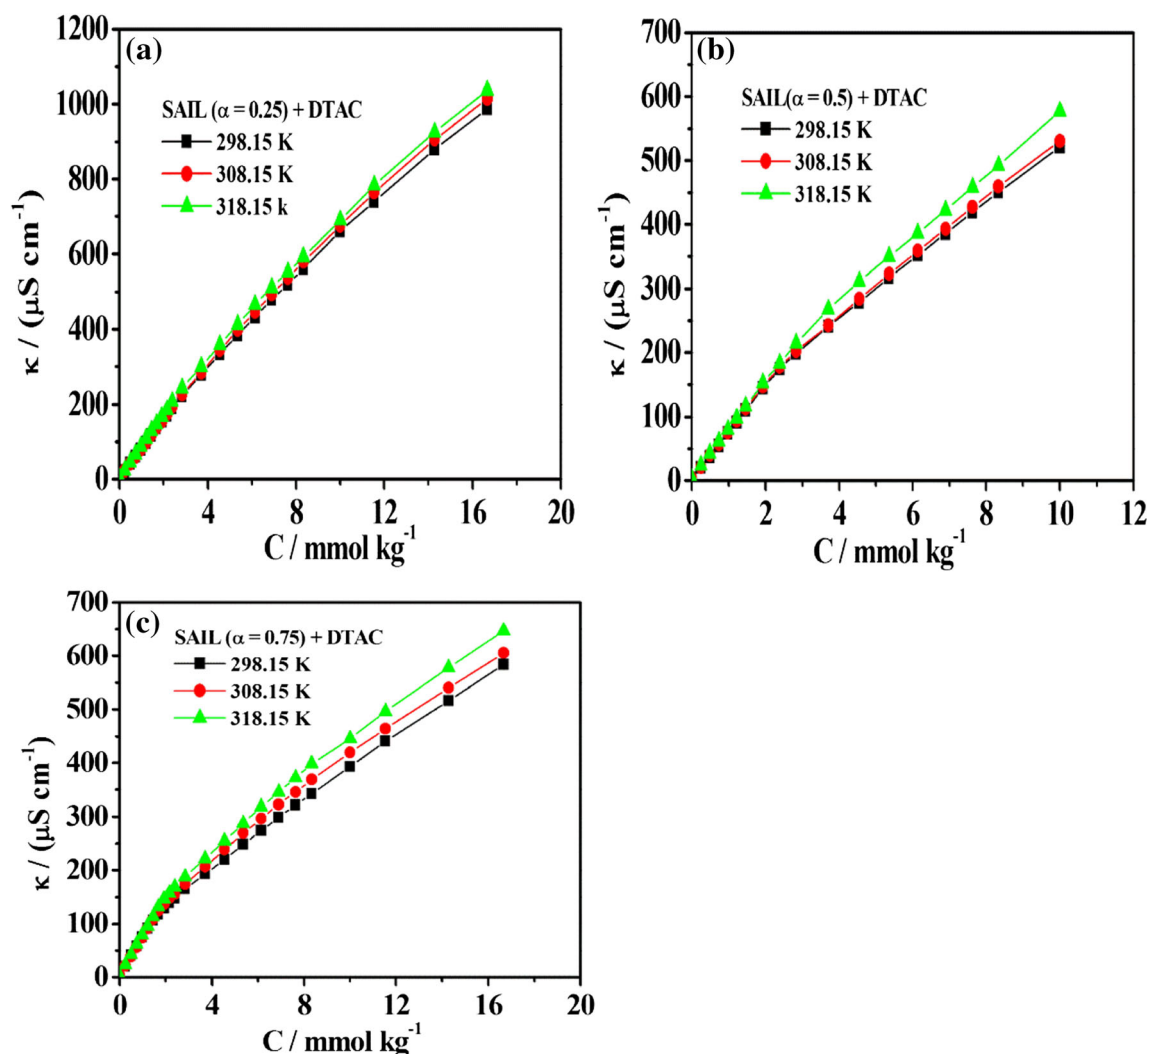 (a)
SAIL (α = 0.25) + DTAC
298.15 K
308.15 K
318.15 k
1200
1000
800
600
400
200
0
0 4 8 12 16 20
κ / (μS cm⁻¹)
C / mmol kg⁻¹
(b)
SAIL(α = 0.5) + DTAC
298.15 K
308.15 K
318.15 K
700
600
500
400
300
200
100
0
0 2 4 6 8 10 12
κ / (μS cm⁻¹)
C / mmol kg⁻¹
(c)
SAIL (α = 0.75) + DTAC
298.15 K
308.15 K
318.15 K
700
600
500
400
300
200
100
0
0 4 8 12 16 20
κ / (μS cm⁻¹)
C / mmol kg⁻¹